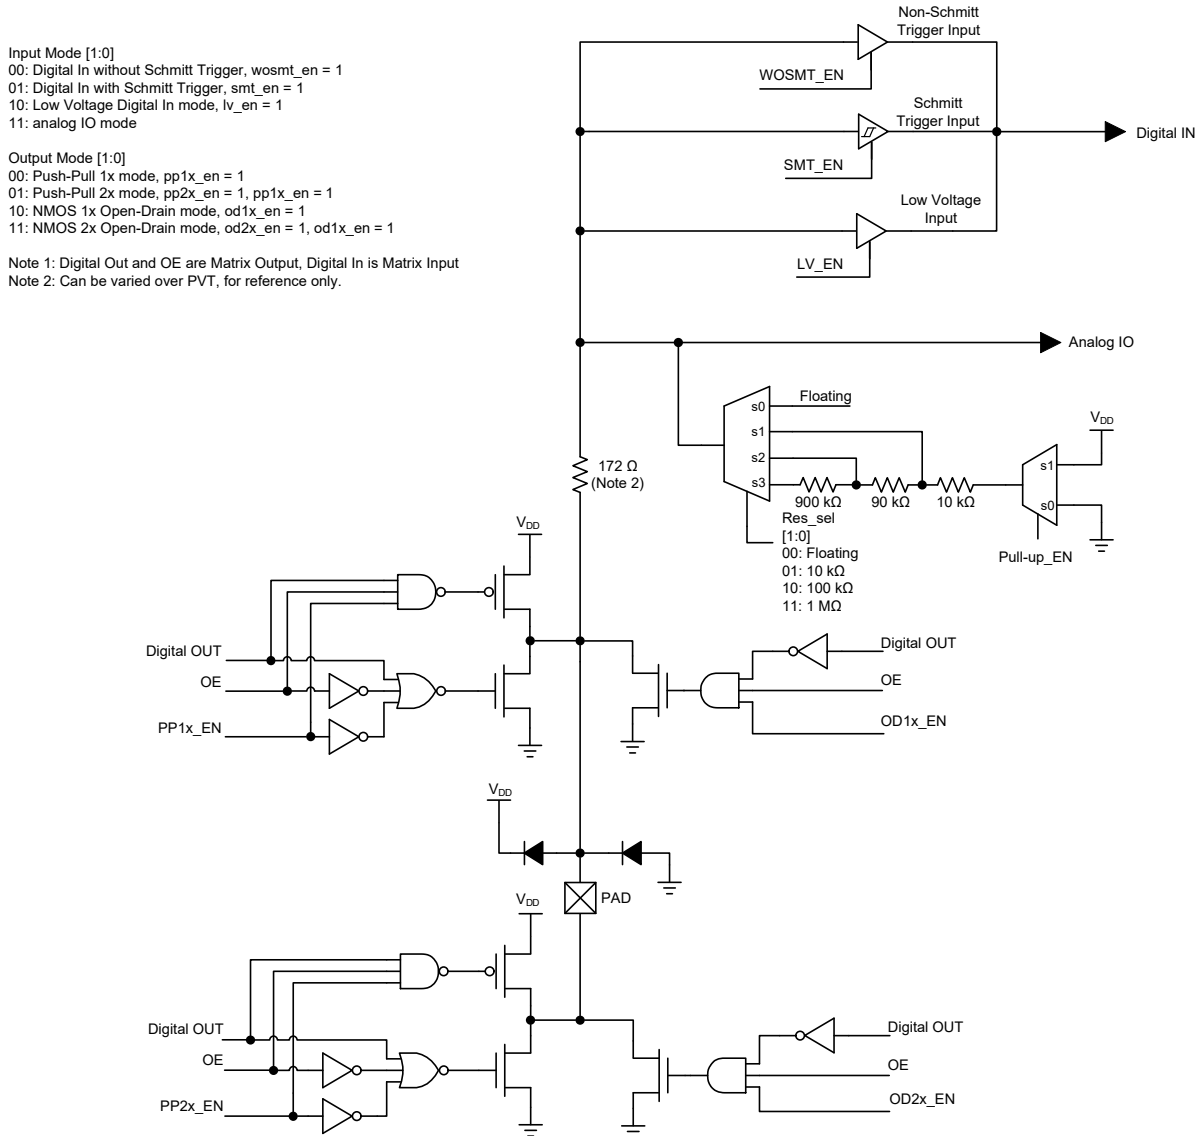 Input Mode [1:0]
00: Digital In without Schmitt Trigger, wosmt_en = 1
01: Digital In with Schmitt Trigger, smt_en = 1
10: Low Voltage Digital In mode, lv_en = 1
11: analog IO mode
Output Mode [1:0]
00: Push-Pull 1x mode, pp1x_en = 1
01: Push-Pull 2x mode, pp2x_en = 1, pp1x_en = 1
10: NMOS 1x Open-Drain mode, od1x_en = 1
11: NMOS 2x Open-Drain mode, od2x_en = 1, od1x_en = 1
Note 1: Digital Out and OE are Matrix Output, Digital In is Matrix Input
Note 2: Can be varied over PVT, for reference only.
Non-Schmitt
Trigger Input
WOSMT_EN
Schmitt
Trigger Input
Digital IN
SMT_EN
Low Voltage
Input
LV_EN
Analog IO
s0
Floating
s1
s2
s3
900 kΩ
90 kΩ
10 kΩ
VDD
s1
s0
Pull-up_EN
Res_sel
[1:0]
00: Floating
01: 10 kΩ
10: 100 kΩ
11: 1 MΩ
172 Ω
(Note 2)
VDD
Digital OUT
OE
PP1x_EN
Digital OUT
OE
OD1x_EN
VDD
PAD
VDD
Digital OUT
OE
PP2x_EN
Digital OUT
OE
OD2x_EN